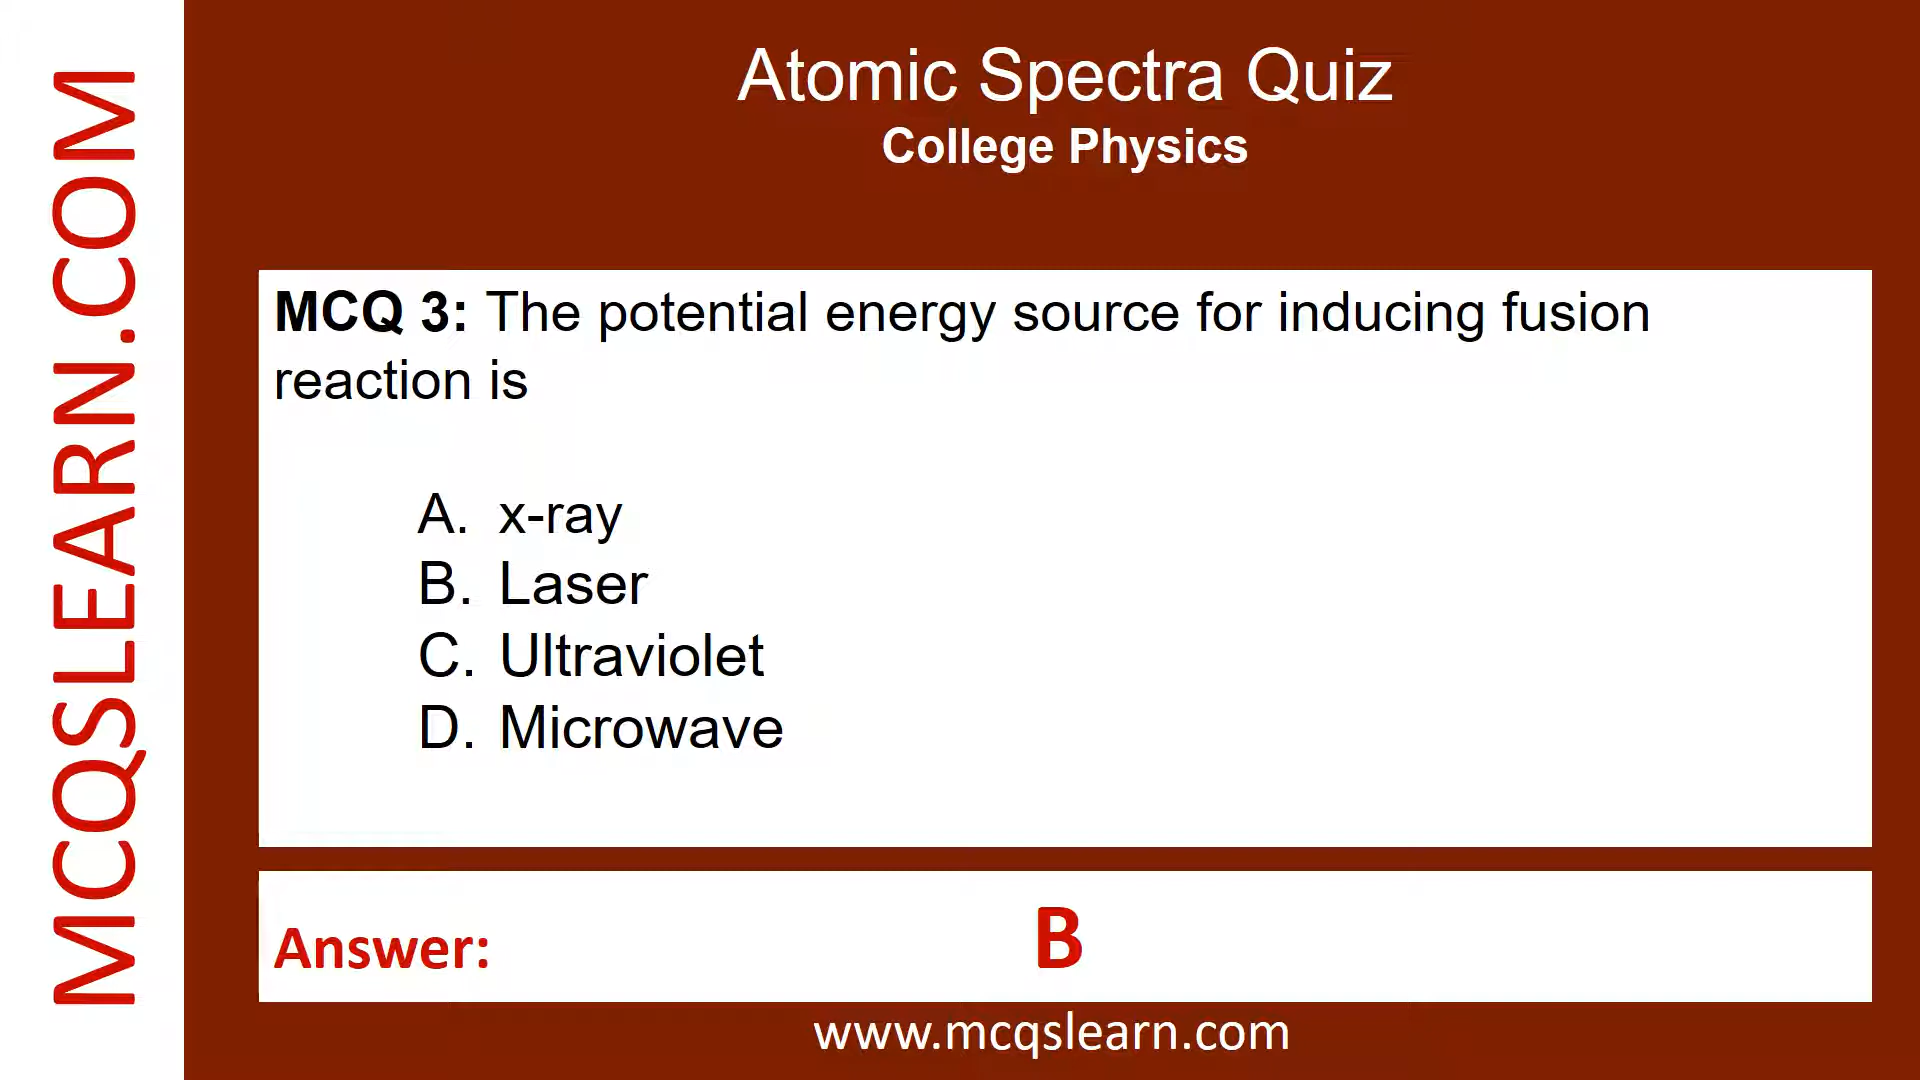 MCQSLEARN.COM
Atomic Spectra Quiz
College Physics
MCQ 3: The potential energy source for inducing fusion
reaction is
A. x-ray
B. Laser
C. Ultraviolet
D. Microwave
Answer: B
www.mcqslearn.com